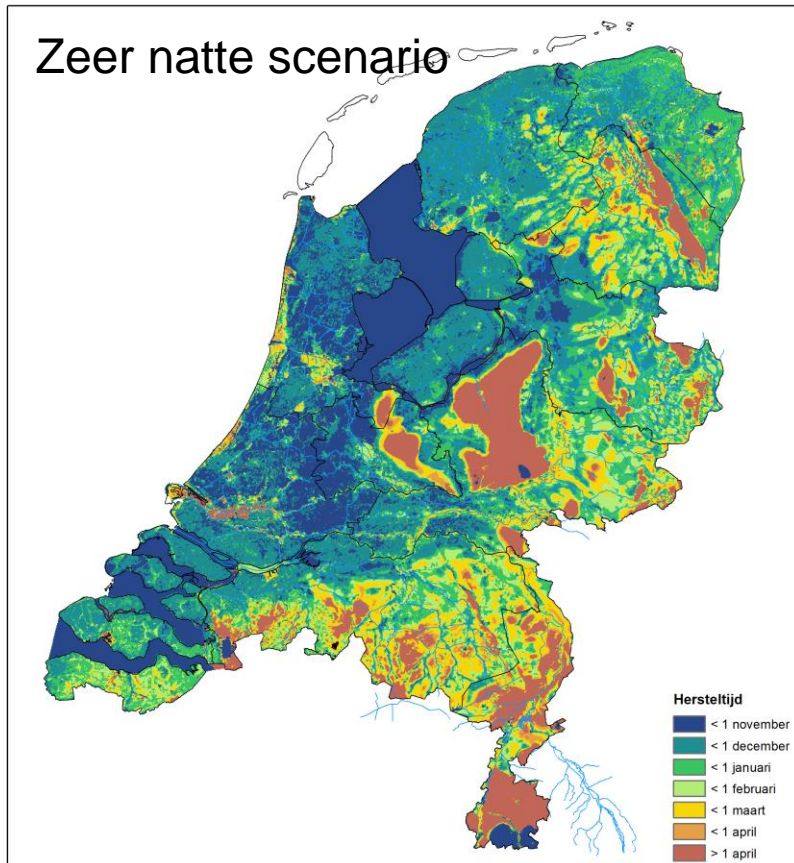 Zeer natte scenario
Hersteltijd
< 1 november
< 1 december
< 1 januari
< 1 februari
< 1 maart
< 1 april
> 1 april